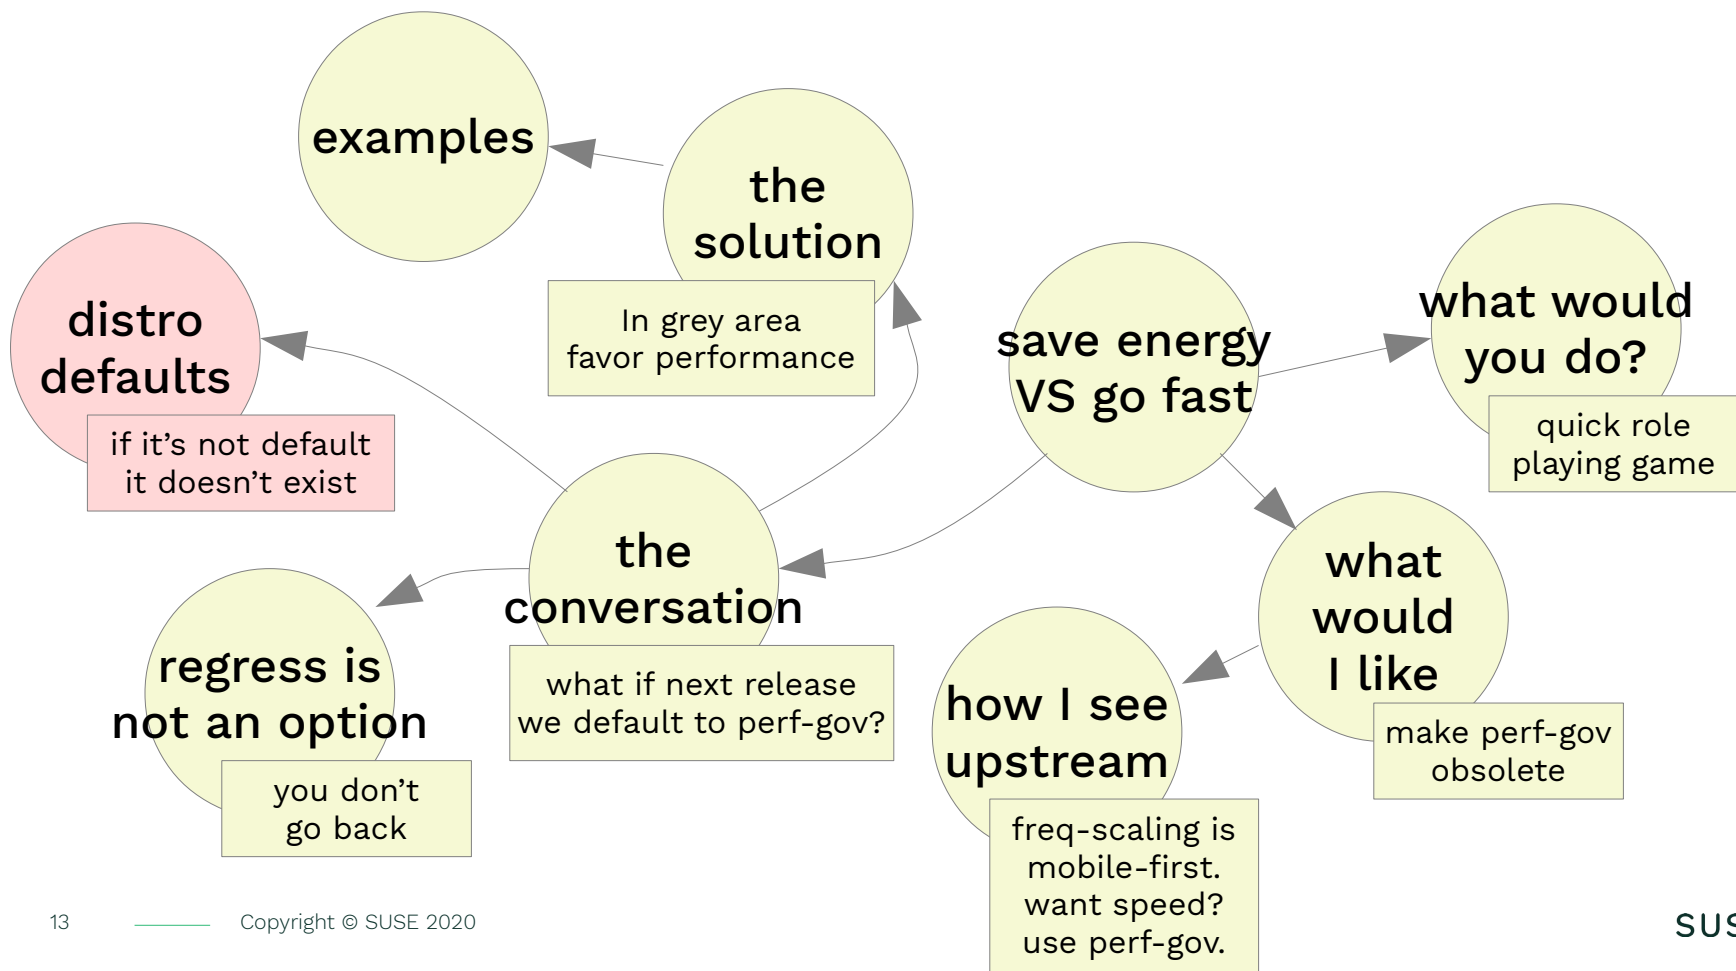 examples
the
solution
In grey area
favor performance
distro
defaults
if it’s not default
it doesn’t exist
save energy
VS go fast
what would
you do?
quick role
playing game
the
conversation
what if next release
we default to perf-gov?
regress is
not an option
you don’t
go back
what
would
I like
make perf-gov
obsolete
how I see
upstream
freq-scaling is
mobile-first.
want speed?
use perf-gov.
13
Copyright © SUSE 2020
SUS